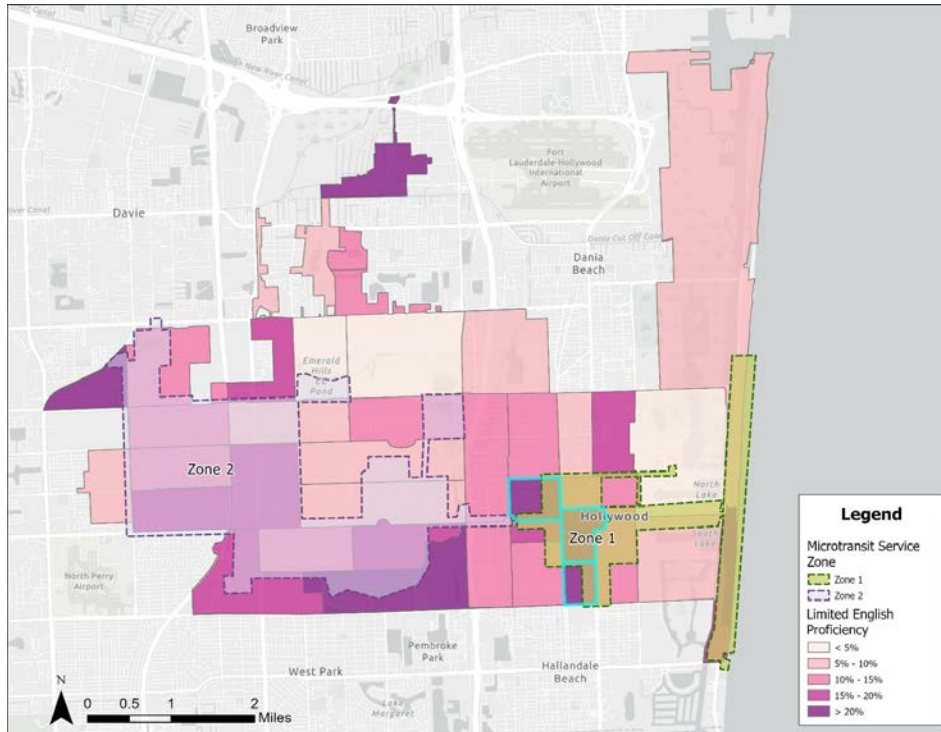 Broadview
Park
New River Canal
River Canal
Fort
Lauderdale-Hollywood
International
Airport
Davie
Dania Cut Off Canal
Dania
Beach
Emerald
Hills
CC
Pond
Zone 2
North
Lake
Hollywood
Zone 1
South
Lake
North Perry
Airport
Pembroke
Park
West Park
Hallandale
Beach
Lake
Margaret
N
0 0.5 1 2
Miles
Legend
Microtransit Service
Zone
Zone 1
Zone 2
Limited English
Proficiency
< 5%
5% - 10%
10% - 15%
15% - 20%
> 20%